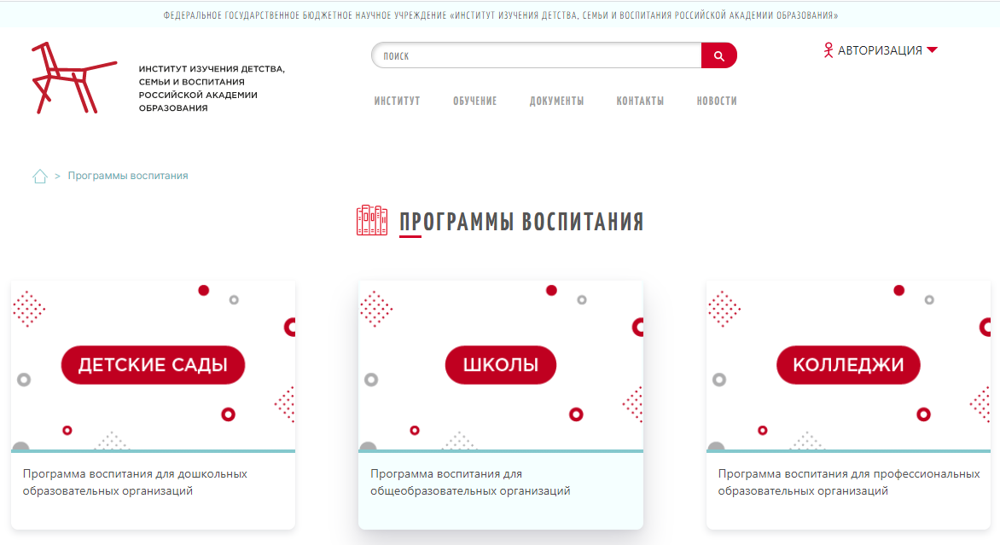 ФЕДЕРАЛЬНОЕ ГОСУДАРСТВЕННОЕ БЮДЖЕТНОЕ НАУЧНОЕ УЧРЕЖДЕНИЕ «ИНСТИТУТ ИЗУЧЕНИЯ ДЕТСТВА, СЕМЬИ И ВОСПИТАНИЯ РОССИЙСКОЙ АКАДЕМИИ ОБРАЗОВАНИЯ»
ИНСТИТУТ ИЗУЧЕНИЯ ДЕТСТВА,
СЕМЬИ И ВОСПИТАНИЯ
РОССИЙСКОЙ АКАДЕМИИ
ОБРАЗОВАНИЯ
ПОИСК
АВТОРИЗАЦИЯ
ИНСТИТУТ ОБУЧЕНИЕ ДОКУМЕНТЫ КОНТАКТЫ НОВОСТИ
> Программы воспитания
ПРОГРАММЫ ВОСПИТАНИЯ
ДЕТСКИЕ САДЫ
Программа воспитания для дошкольных
образовательных организаций
ШКОЛЫ
Программа воспитания для
общеобразовательных организаций
КОЛЛЕДЖИ
Программа воспитания для профессиональных
образовательных организаций